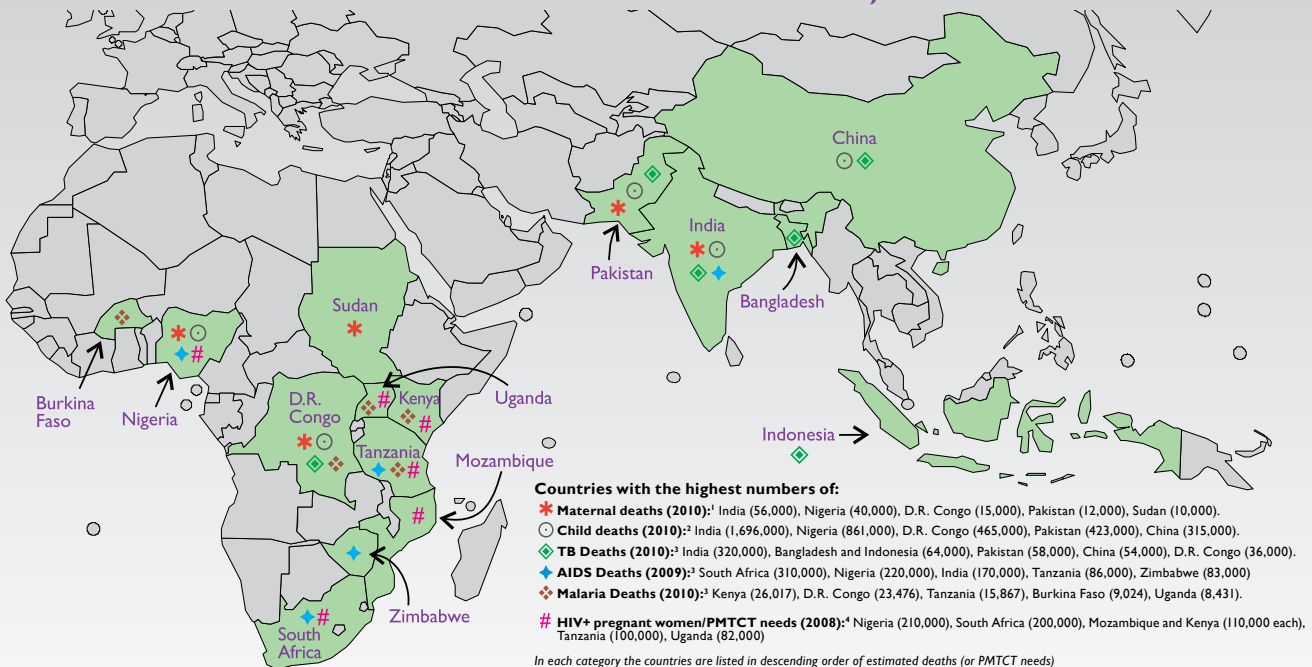 China
India
Pakistan
Bangladesh
Sudan
Burkina
Faso
Nigeria
D.R.
Congo
Kenya
Uganda
Tanzania
Mozambique
Indonesia
Zimbabwe
South
Africa
Countries with the highest numbers of:
Maternal deaths (2010):¹ India (56,000), Nigeria (40,000), D.R. Congo (15,000), Pakistan (12,000), Sudan (10,000).
Child deaths (2010):² India (1,696,000), Nigeria (861,000), D.R. Congo (465,000), Pakistan (423,000), China (315,000).
TB Deaths (2010):³ India (320,000), Bangladesh and Indonesia (64,000), Pakistan (58,000), China (54,000), D.R. Congo (36,000).
AIDS Deaths (2009):³ South Africa (310,000), Nigeria (220,000), India (170,000), Tanzania (86,000), Zimbabwe (83,000)
Malaria Deaths (2010):³ Kenya (26,017), D.R. Congo (23,476), Tanzania (15,867), Burkina Faso (9,024), Uganda (8,431).
# HIV+ pregnant women/PMTCT needs (2008):⁴ Nigeria (210,000), South Africa (200,000), Mozambique and Kenya (110,000 each),
Tanzania (100,000), Uganda (82,000)
In each category the countries are listed in descending order of estimated deaths (or PMTCT needs)